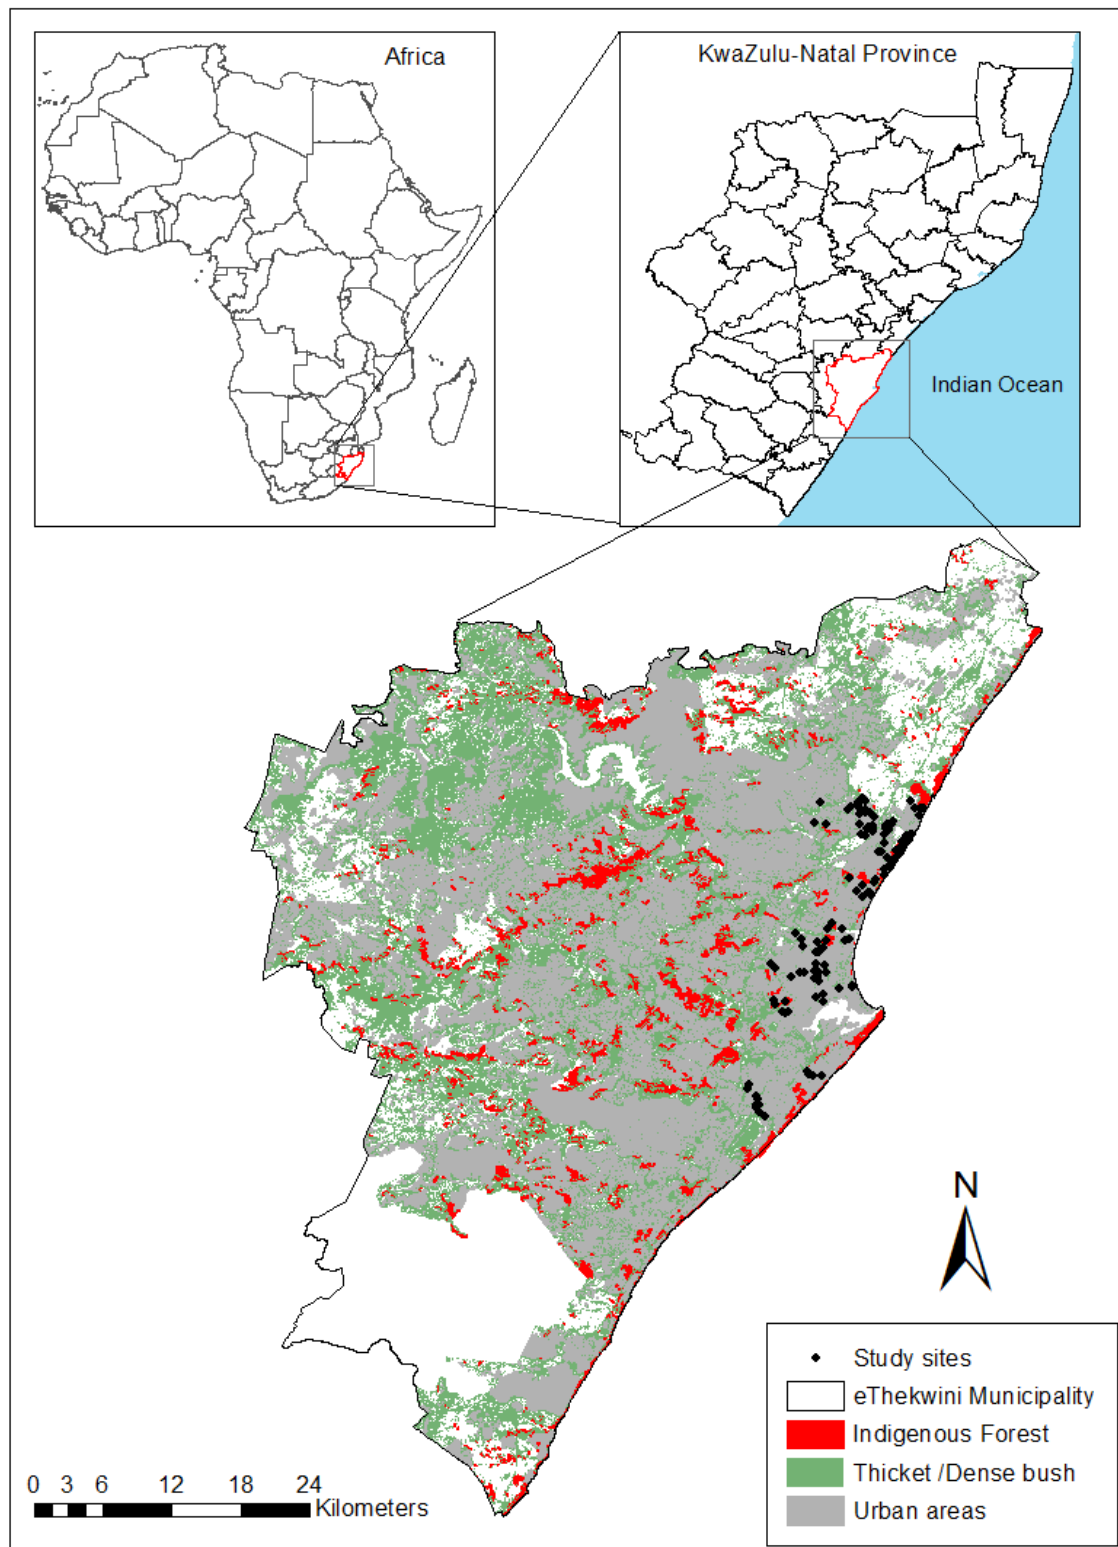 Africa
KwaZulu-Natal Province
Indian Ocean
N
Study sites
eThekwini Municipality
Indigenous Forest
Thicket /Dense bush
Urban areas
0 3 6 12 18 24
Kilometers